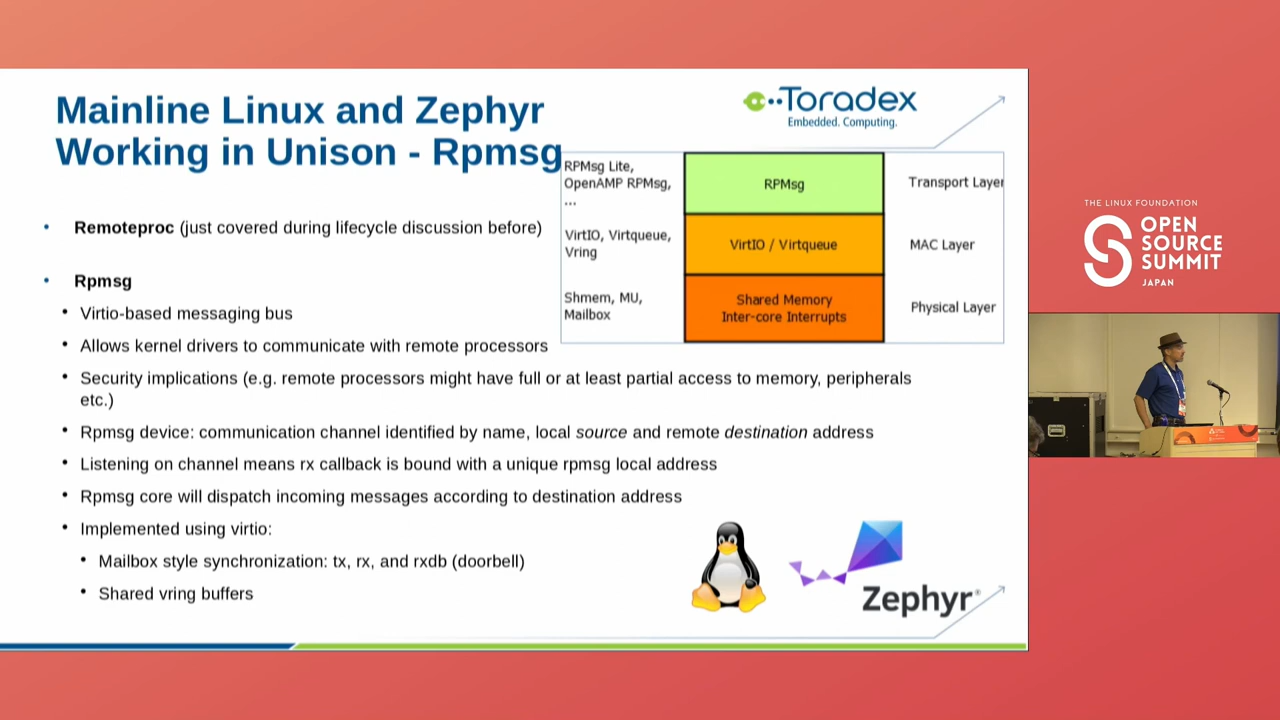 Mainline Linux and Zephyr
Working in Unison - Rpmsg
Toradex
Embedded. Computing.
RPMsg Lite,
OpenAMP RPMsg,
...
RPMsg
Transport Layer
VirtIO, Virtqueue,
Vring
VirtIO / Virtqueue
MAC Layer
Shmem, MU,
Mailbox
Shared Memory
Inter-core Interrupts
Physical Layer
• Remoteproc (just covered during lifecycle discussion before)
• Rpmsg
• Virtio-based messaging bus
• Allows kernel drivers to communicate with remote processors
• Security implications (e.g. remote processors might have full or at least partial access to memory, peripherals
etc.)
• Rpmsg device: communication channel identified by name, local source and remote destination address
• Listening on channel means rx callback is bound with a unique rpmsg local address
• Rpmsg core will dispatch incoming messages according to destination address
• Implemented using virtio:
• Mailbox style synchronization: tx, rx, and rxdb (doorbell)
• Shared vring buffers
Zephyr®
THE LINUX FOUNDATION
OPEN
SOURCE
SUMMIT
JAPAN